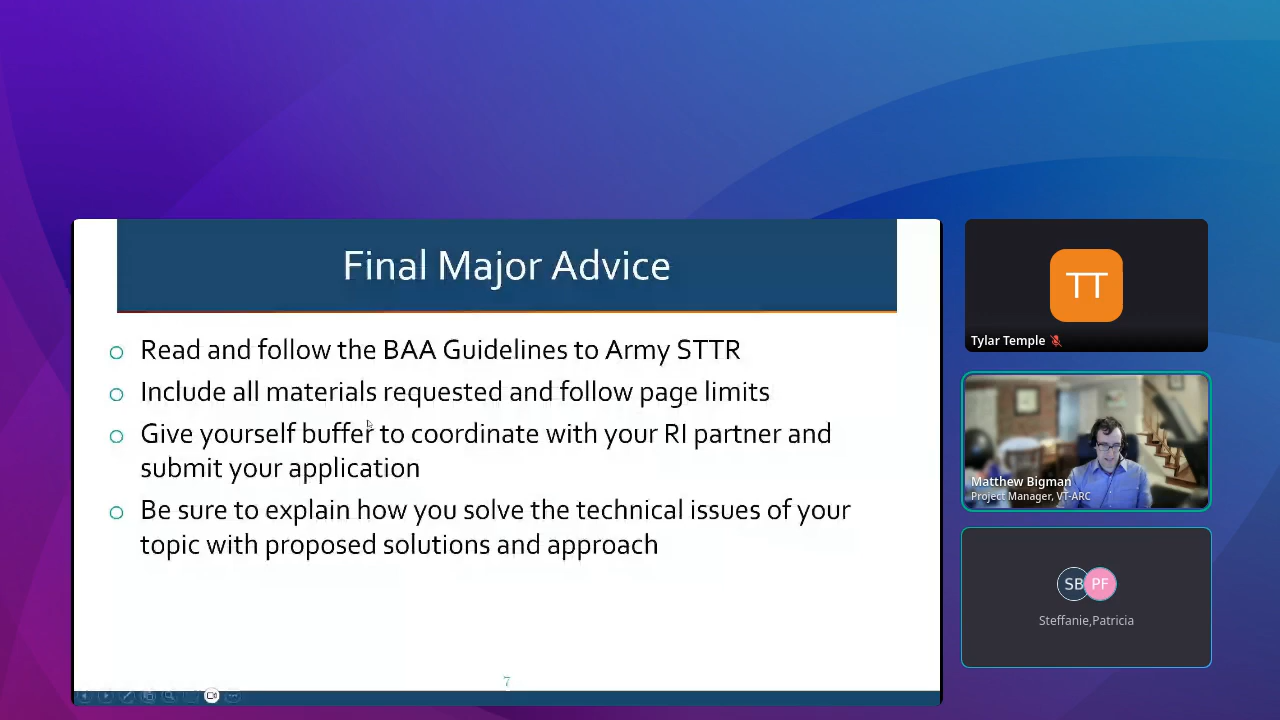 Final Major Advice
Read and follow the BAA Guidelines to Army STTR
Include all materials requested and follow page limits
Give yourself buffer to coordinate with your RI partner and
submit your application
Be sure to explain how you solve the technical issues of your
topic with proposed solutions and approach
7
TT
Tylar Temple
Matthew Bigman
Project Manager, VT-ARC
SB
PF
Steffanie,Patricia